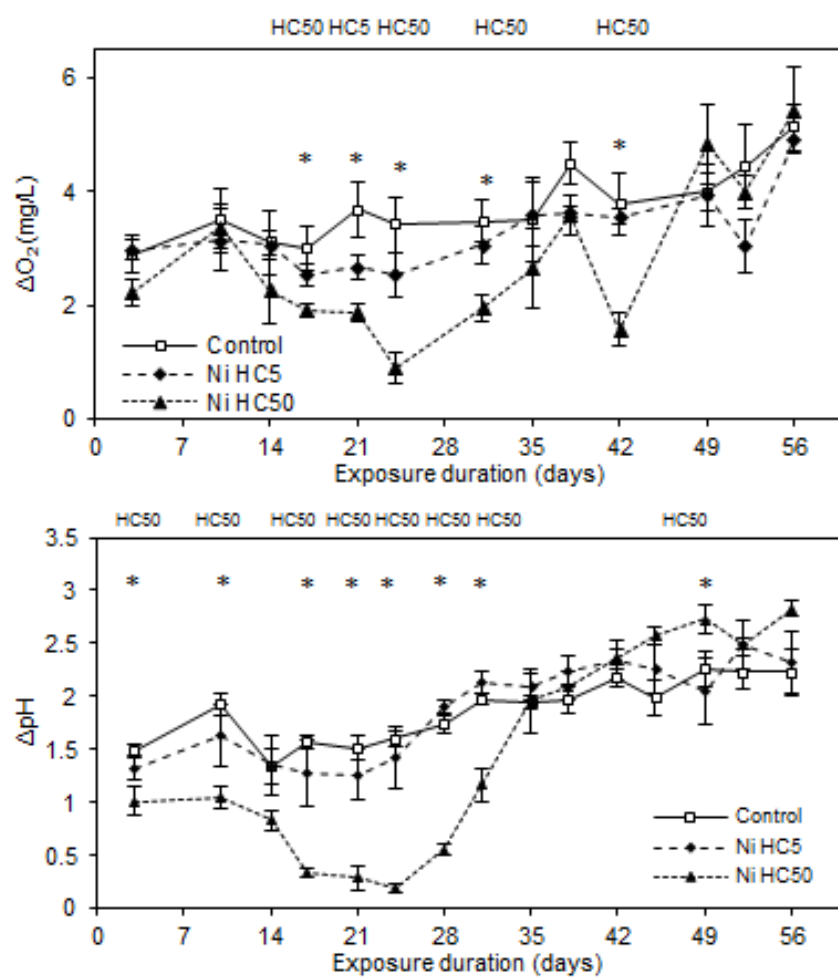 HC50 HC5 HC50 HC50 HC50
6
* * * * *
4
ΔO₂ (mg/L)
2
Control
Ni HC5
Ni HC50
0
0 7 14 21 28 35 42 49 56
Exposure duration (days)
HC50 HC50 HC50 HC50 HC50 HC50 HC50 HC50
3.5
* * * * * * * *
3
2.5
2
ΔpH
1.5
1
Control
Ni HC5
0.5
Ni HC50
0
0 7 14 21 28 35 42 49 56
Exposure duration (days)